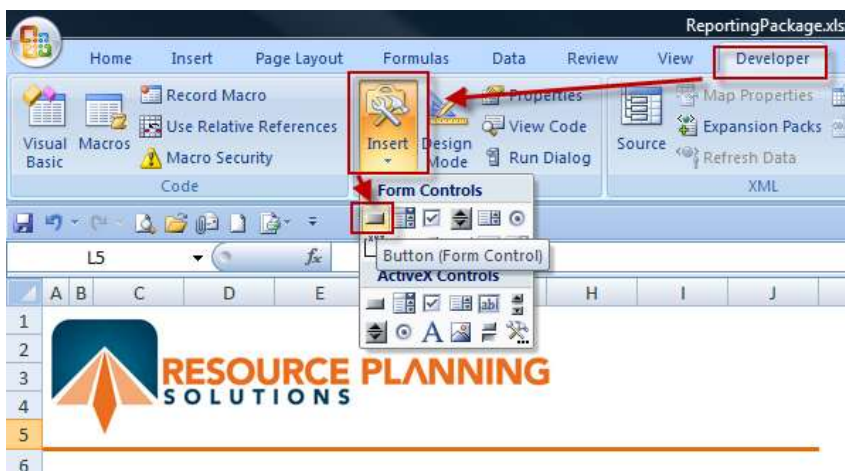 ReportingPackage.xls
Home Insert Page Layout Formulas Data Review View Developer
Record Macro
Use Relative References
Macro Security
Visual Basic
Macros
Code
Insert
Design Mode
Properties
View Code
Run Dialog
Source
Map Properties
Expansion Packs
Refresh Data
XML
Form Controls
Button (Form Control)
ActiveX Controls
L5
fx
A B C D E H I J
1
2
3
4
5
6
RESOURCE PLANNING
SOLUTIONS